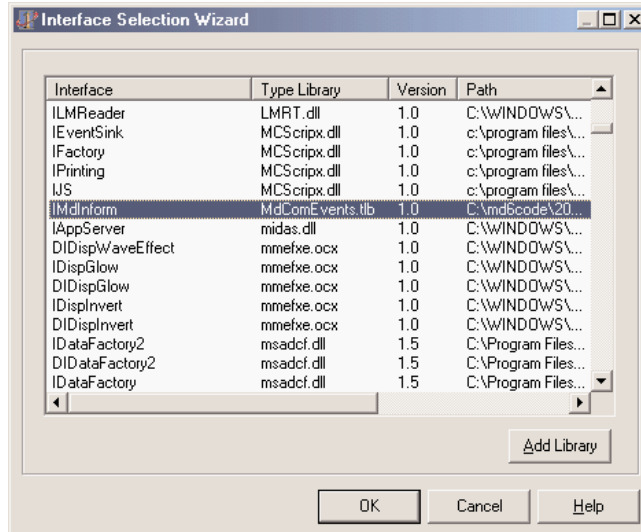 Interface Selection Wizard
Interface Type Library Version Path
ILMReader LMRT.dll 1.0 C:\WINDOWS\...
IEventSink MCScripx.dll 1.0 c:\program files\...
IFactory MCScripx.dll 1.0 c:\program files\...
IPrinting MCScripx.dll 1.0 c:\program files\...
IJS MCScripx.dll 1.0 c:\program files\...
IMdInform MdComEvents.tlb 1.0 C:\md6code\20...
IAppServer midas.dll 1.0 C:\WINDOWS\...
DIDispWaveEffect mmefxe.ocx 1.0 C:\WINDOWS\...
IDispGlow mmefxe.ocx 1.0 C:\WINDOWS\...
DIDispGlow mmefxe.ocx 1.0 C:\WINDOWS\...
IDispInvert mmefxe.ocx 1.0 C:\WINDOWS\...
DIDispInvert mmefxe.ocx 1.0 C:\WINDOWS\...
IDataFactory2 msadcf.dll 1.5 C:\Program Files...
DIDataFactory2 msadcf.dll 1.5 C:\Program Files...
IDataFactory msadcf.dll 1.5 C:\Program Files...
Add Library
OK Cancel Help